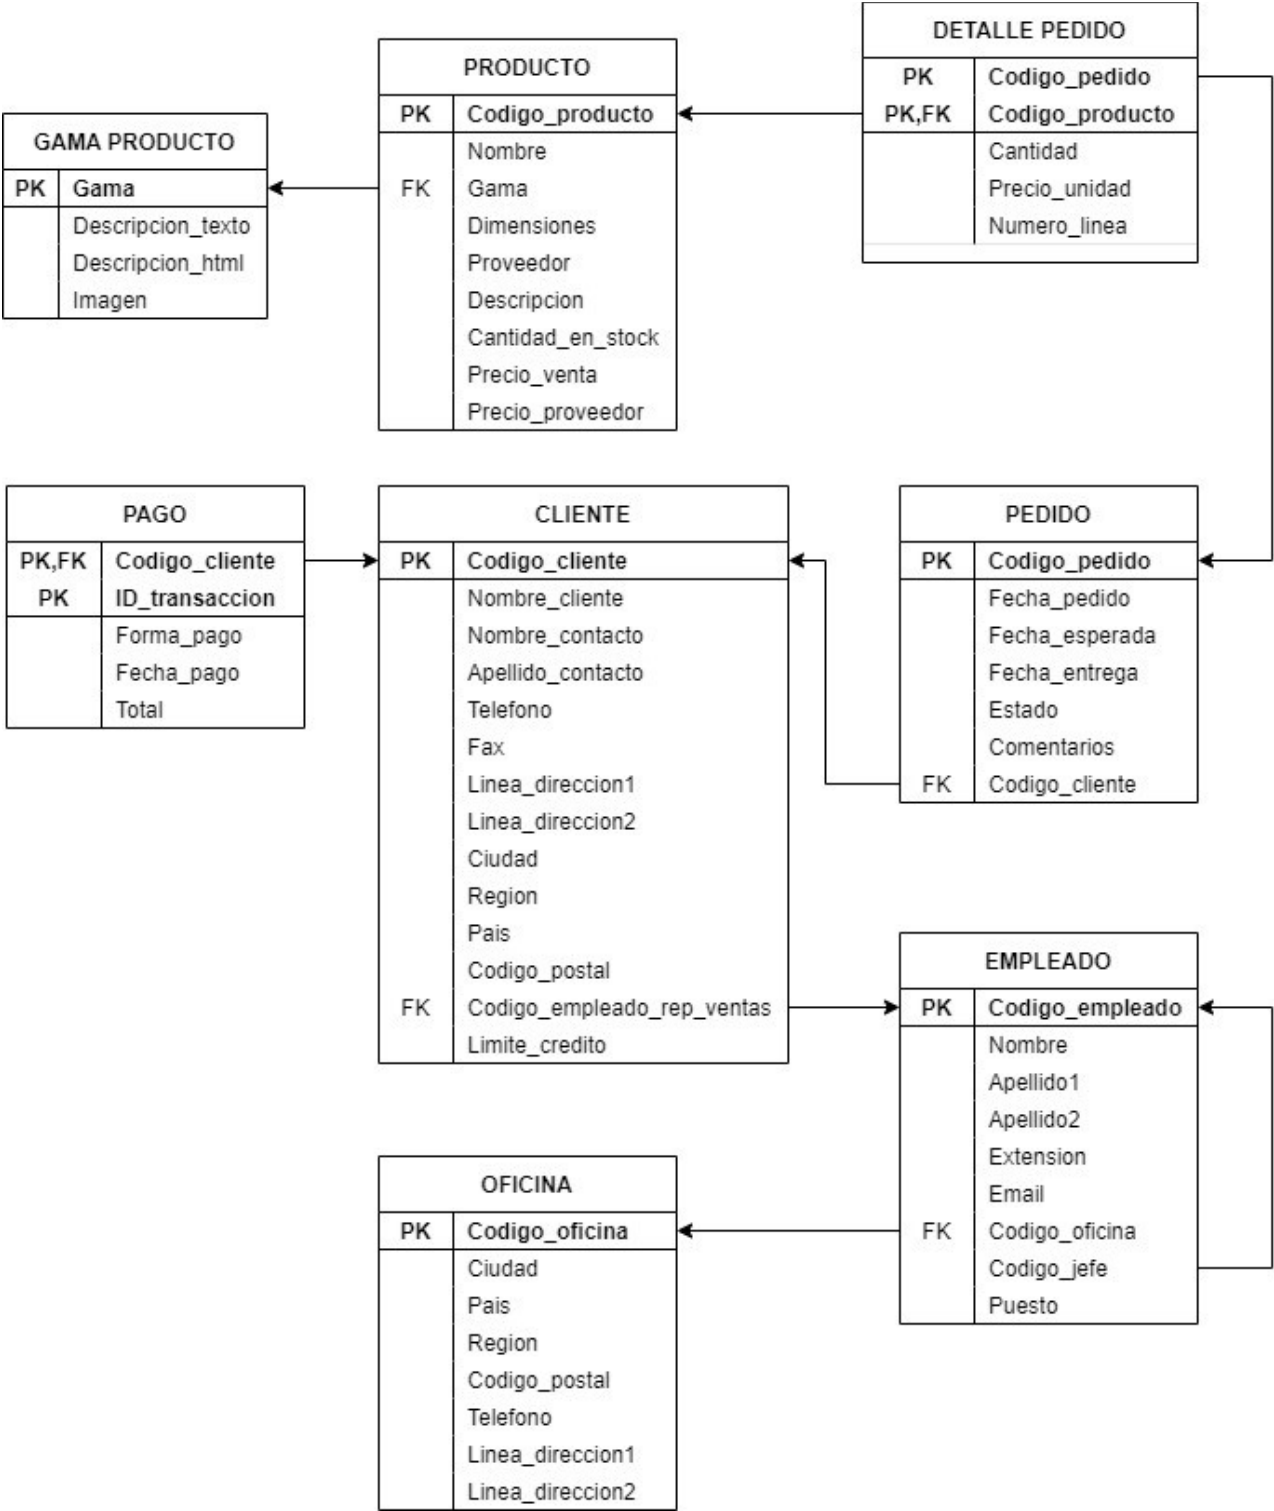 GAMA PRODUCTO
PK Gama
Descripcion_texto
Descripcion_html
Imagen
PRODUCTO
PK Codigo_producto
Nombre
FK Gama
Dimensiones
Proveedor
Descripcion
Cantidad_en_stock
Precio_venta
Precio_proveedor
DETALLE PEDIDO
PK Codigo_pedido
PK,FK Codigo_producto
Cantidad
Precio_unidad
Numero_linea
PAGO
PK,FK Codigo_cliente
PK ID_transaccion
Forma_pago
Fecha_pago
Total
CLIENTE
PK Codigo_cliente
Nombre_cliente
Nombre_contacto
Apellido_contacto
Telefono
Fax
Linea_direccion1
Linea_direccion2
Ciudad
Region
Pais
Codigo_postal
FK Codigo_empleado_rep_ventas
Limite_credito
PEDIDO
PK Codigo_pedido
Fecha_pedido
Fecha_esperada
Fecha_entrega
Estado
Comentarios
FK Codigo_cliente
EMPLEADO
PK Codigo_empleado
Nombre
Apellido1
Apellido2
Extension
Email
FK Codigo_oficina
Codigo_jefe
Puesto
OFICINA
PK Codigo_oficina
Ciudad
Pais
Region
Codigo_postal
Telefono
Linea_direccion1
Linea_direccion2